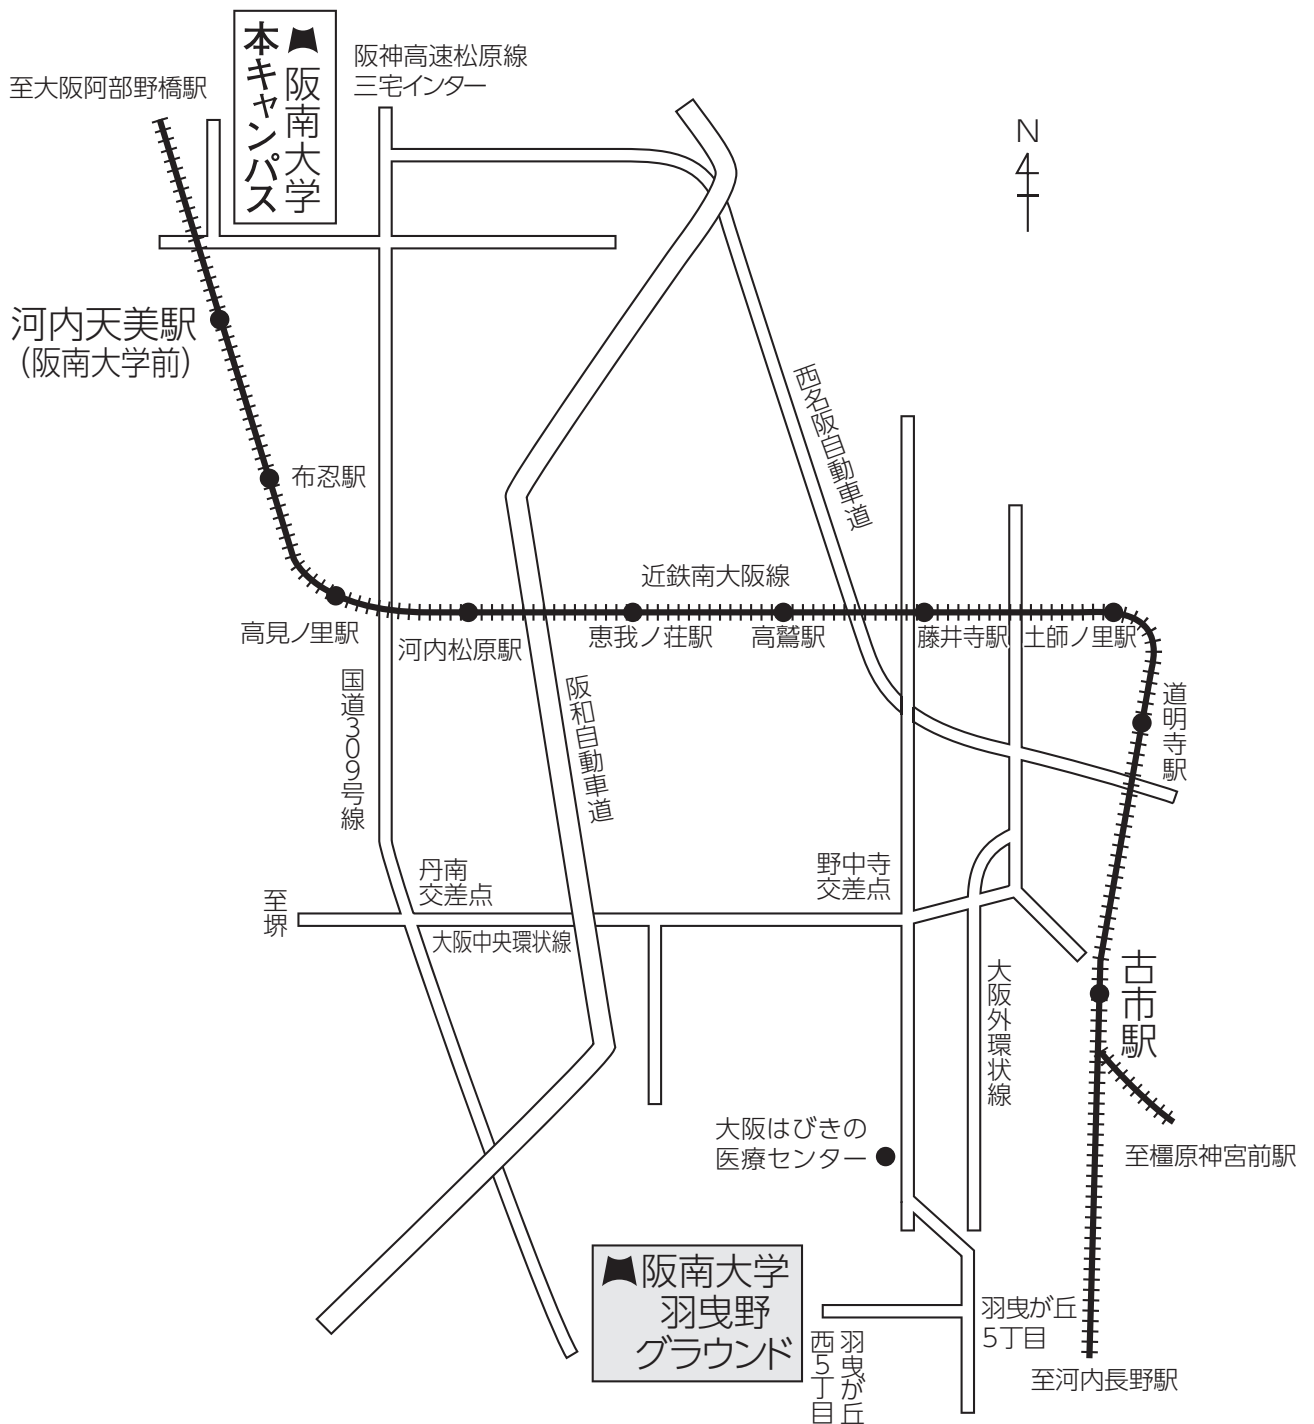 阪南大学
本キャンパス
阪神高速松原線
三宅インター
至大阪阿部野橋駅
N
河内天美駅
(阪南大学前)
西名阪自動車道
布忍駅
近鉄南大阪線
高見ノ里駅
河内松原駅
恵我ノ荘駅
高鷲駅
藤井寺駅
土師ノ里駅
国道309号線
阪和自動車道
道明寺駅
丹南
交差点
野中寺
交差点
至堺
大阪中央環状線
大阪外環状線
古市駅
大阪はびきの
医療センター
至橿原神宮前駅
阪南大学
羽曳野
グラウンド
羽曳が丘
5丁目
羽曳が丘
西5丁目
至河内長野駅